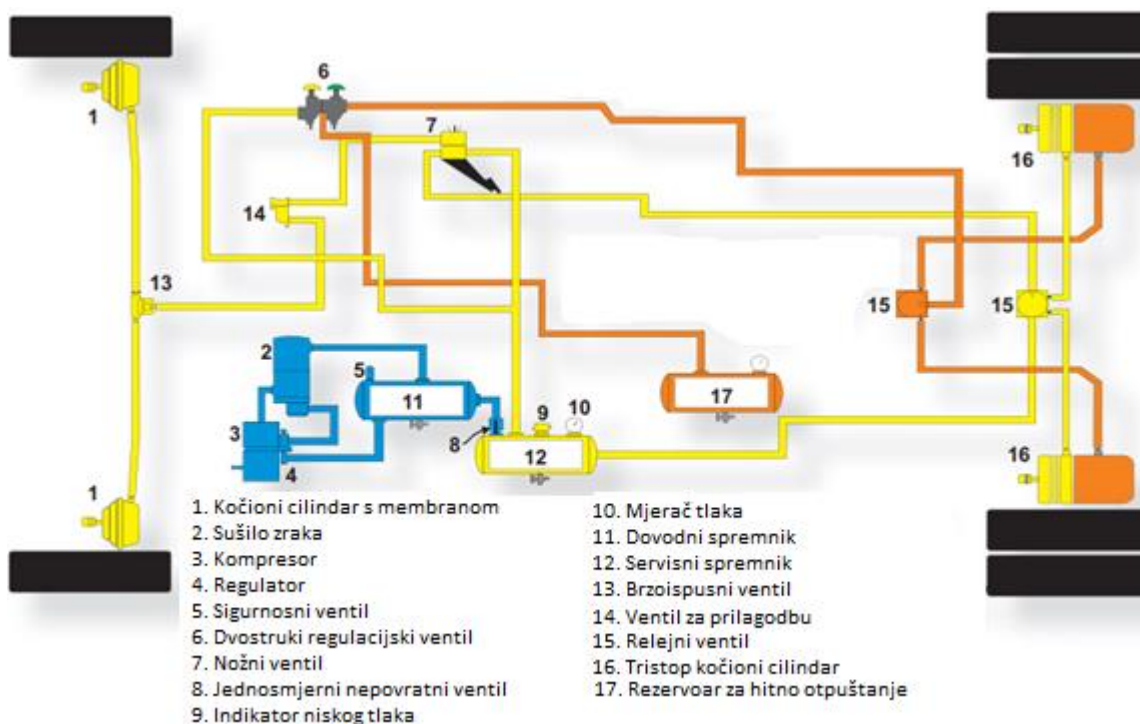 6
1
7
16
14
13
15
15
2
5
11
17
9
10
3
8
12
4
16
1
1. Kočioni cilindar s membranom
2. Sušilo zraka
3. Kompresor
4. Regulator
5. Sigurnosni ventil
6. Dvostruki regulacijski ventil
7. Nožni ventil
8. Jednosmjerni nepovratni ventil
9. Indikator niskog tlaka
10. Mjerač tlaka
11. Dovodni spremnik
12. Servisni spremnik
13. Brzoispusni ventil
14. Ventil za prilagodbu
15. Relejni ventil
16. Tristop kočioni cilindar
17. Rezervoar za hitno otpuštanje